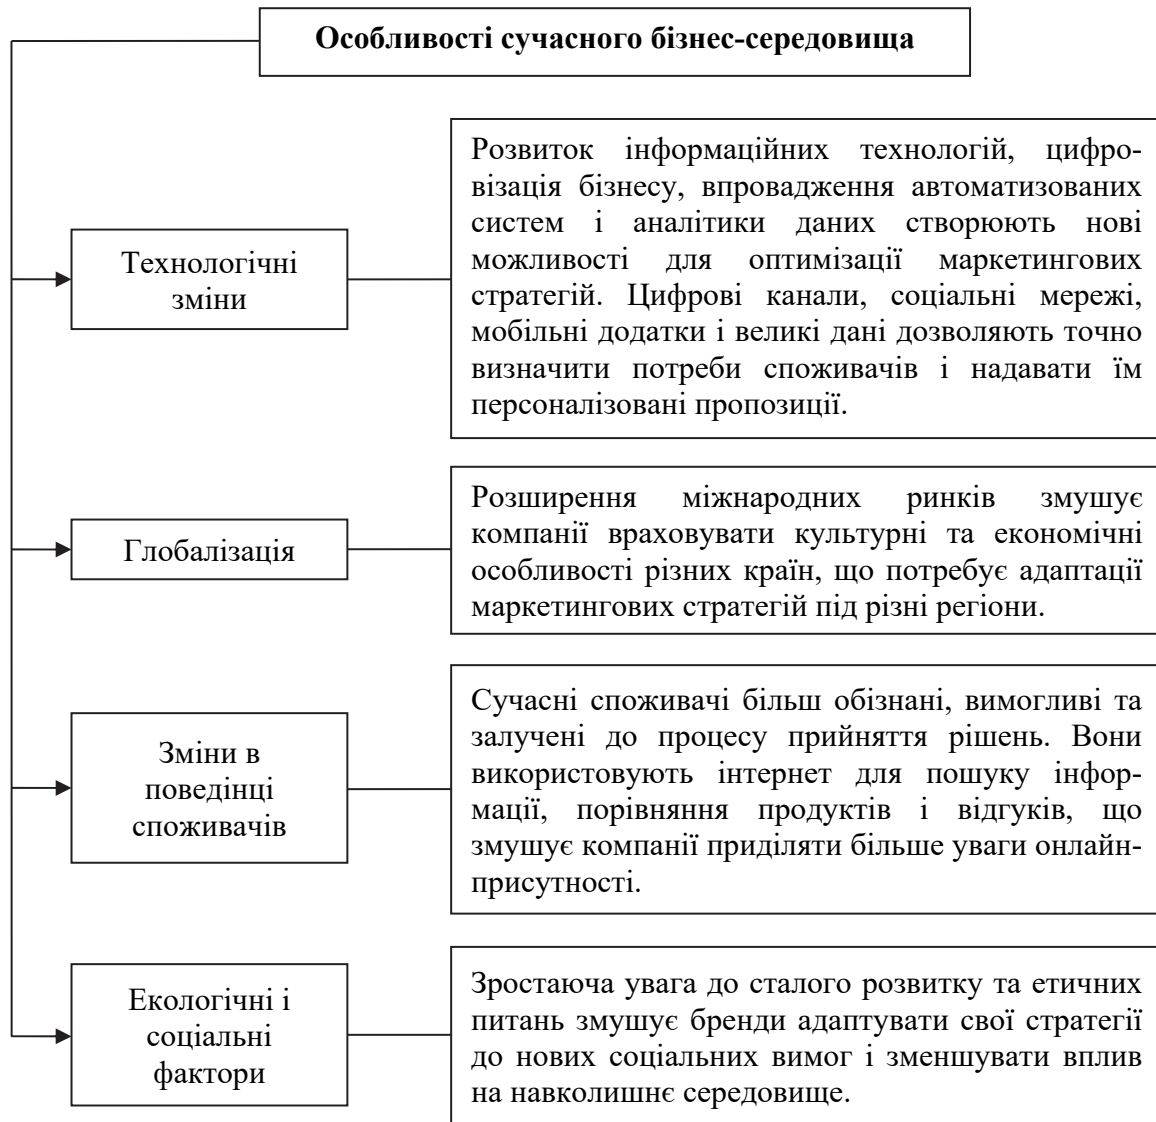 Особливості сучасного бізнес-середовища
Технологічні
зміни
Розвиток інформаційних технологій, цифро-
візація бізнесу, впровадження автоматизованих
систем і аналітики даних створюють нові
можливості для оптимізації маркетингових
стратегій. Цифрові канали, соціальні мережі,
мобільні додатки і великі дані дозволяють точно
визначити потреби споживачів і надавати їм
персоналізовані пропозиції.
Глобалізація
Розширення міжнародних ринків змушує
компанії враховувати культурні та економічні
особливості різних країн, що потребує адаптації
маркетингових стратегій під різні регіони.
Зміни в
поведінці
споживачів
Сучасні споживачі більш обізнані, вимогливі та
залучені до процесу прийняття рішень. Вони
використовують інтернет для пошуку інфор-
мації, порівняння продуктів і відгуків, що
змушує компанії приділяти більше уваги онлайн-
присутності.
Екологічні і
соціальні
фактори
Зростаюча увага до сталого розвитку та етичних
питань змушує бренди адаптувати свої стратегії
до нових соціальних вимог і зменшувати вплив
на навколишнє середовище.